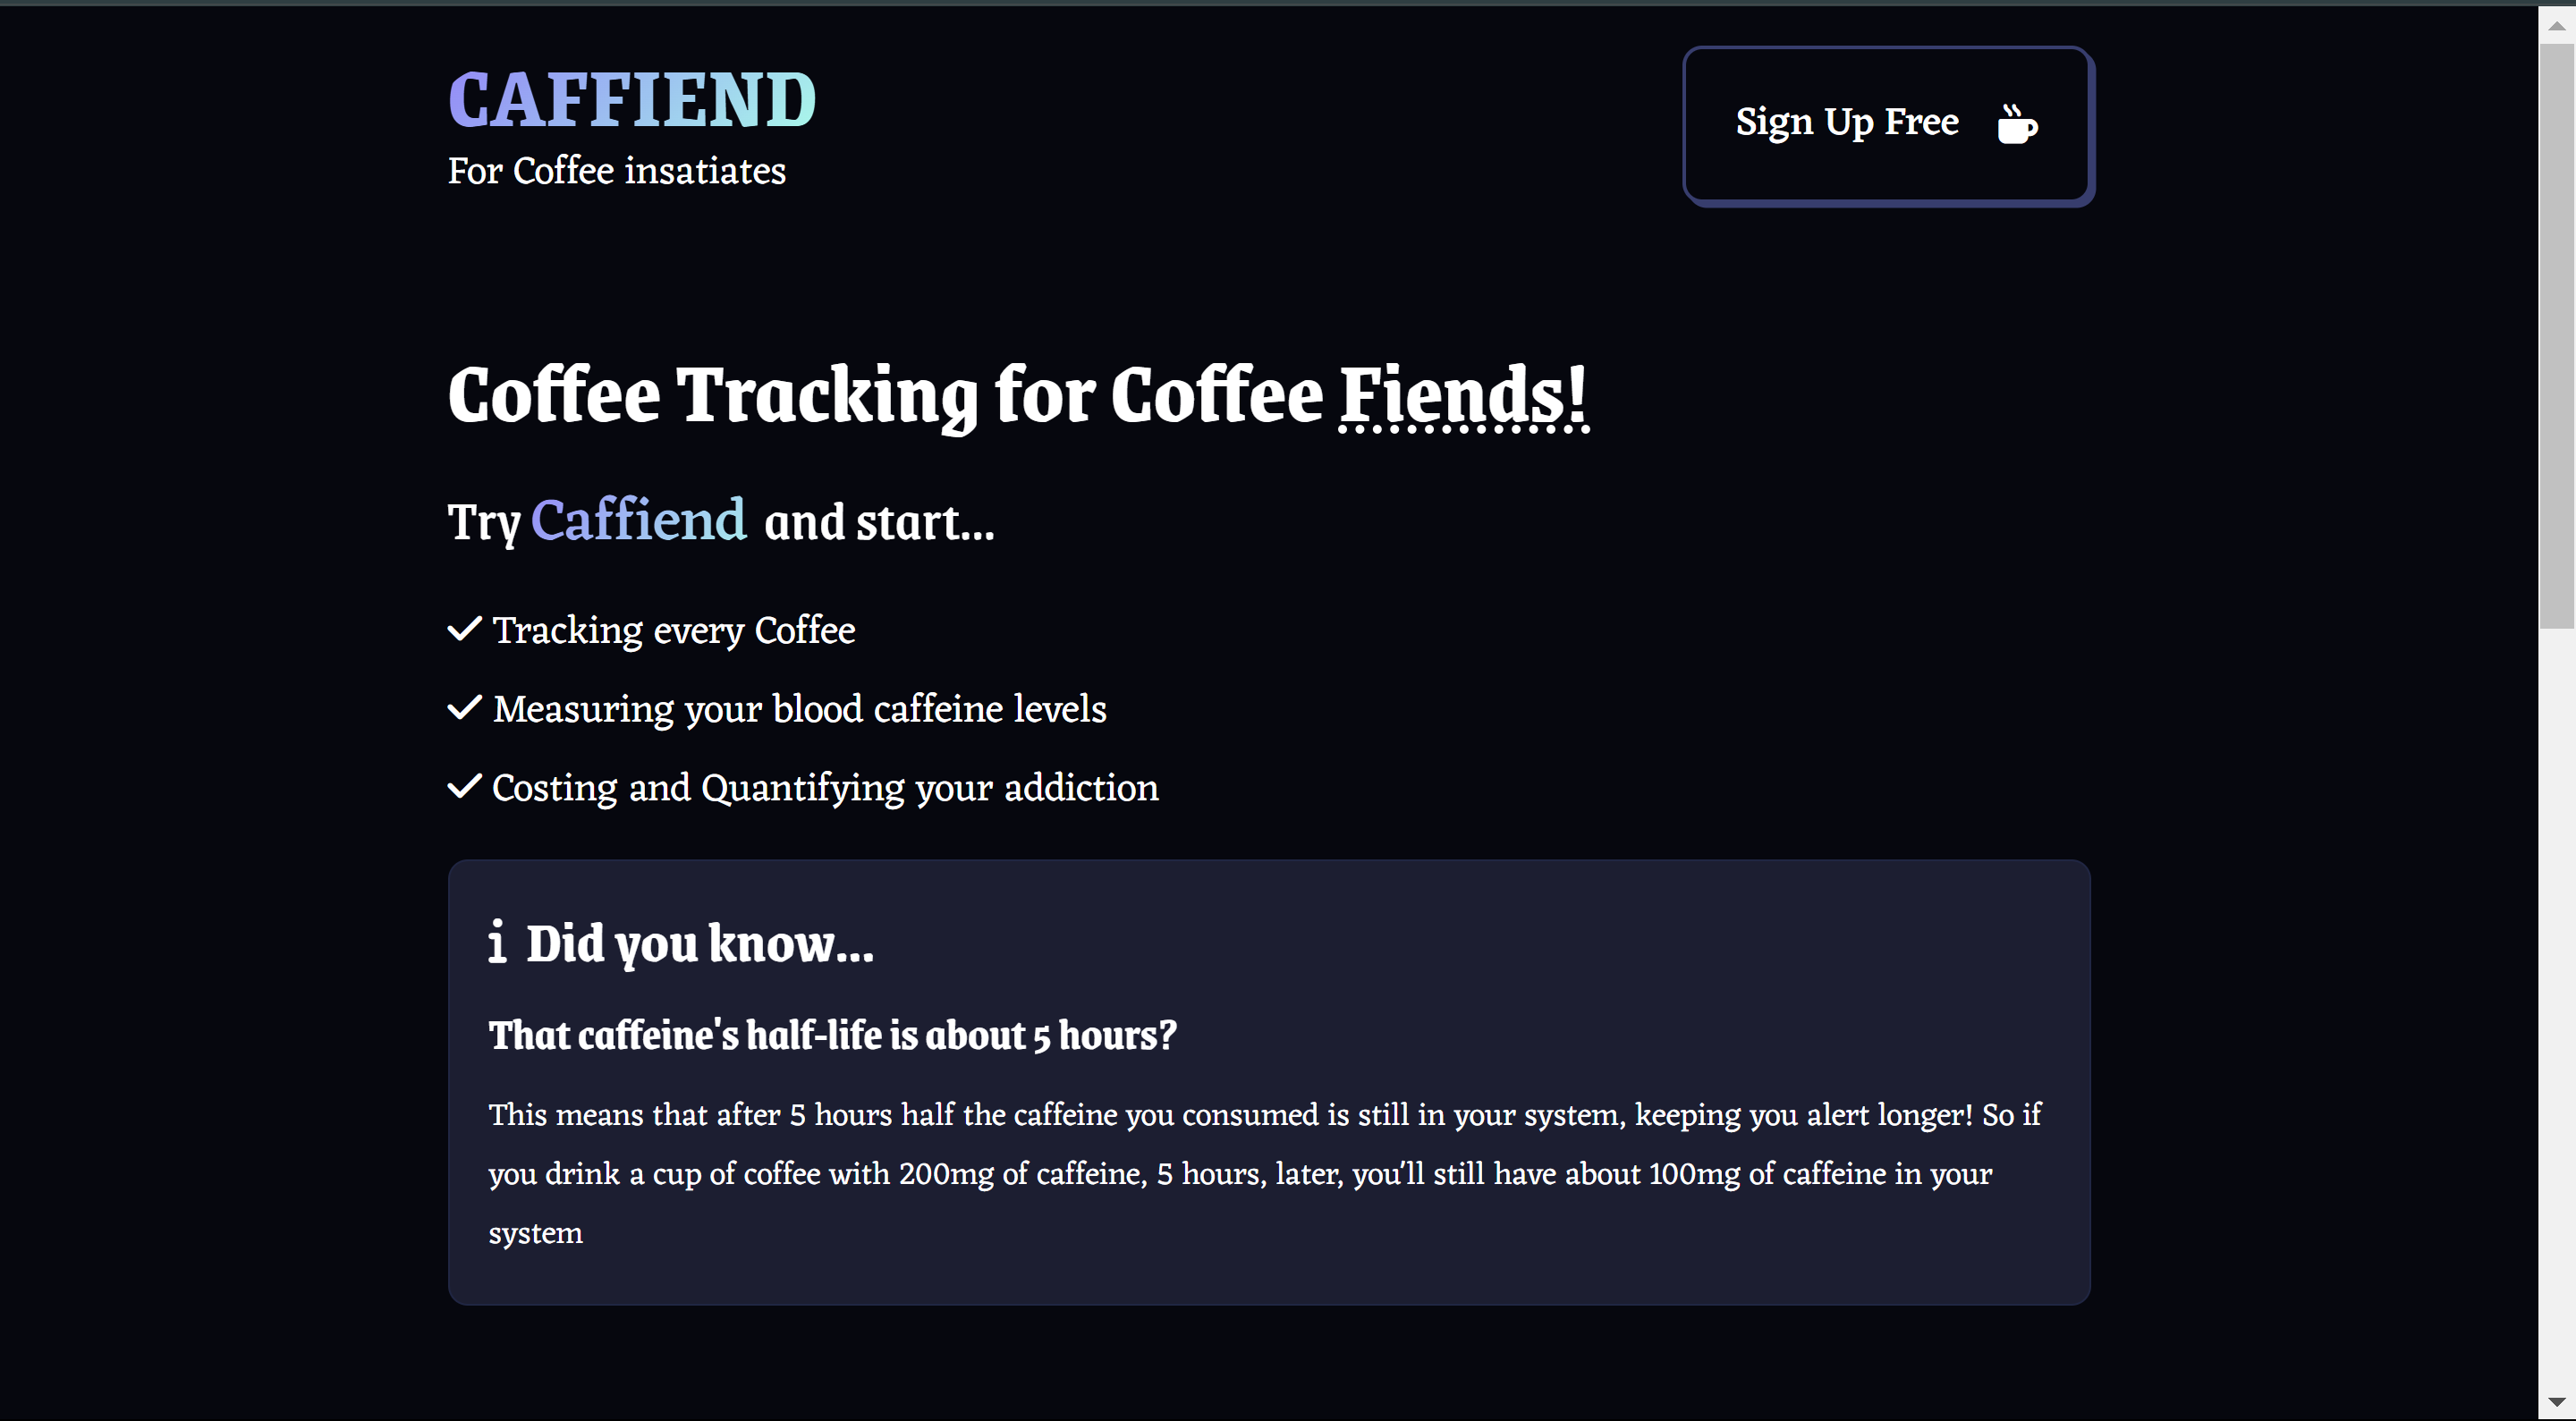 CAFFIEND
For Coffee insatiates
Sign Up Free
Coffee Tracking for Coffee Fiends!
Try Caffiend and start...
Tracking every Coffee
Measuring your blood caffeine levels
Costing and Quantifying your addiction
Did you know...
That caffeine's half-life is about 5 hours?
This means that after 5 hours half the caffeine you consumed is still in your system, keeping you alert longer! So if
you drink a cup of coffee with 200mg of caffeine, 5 hours, later, you'll still have about 100mg of caffeine in your
system